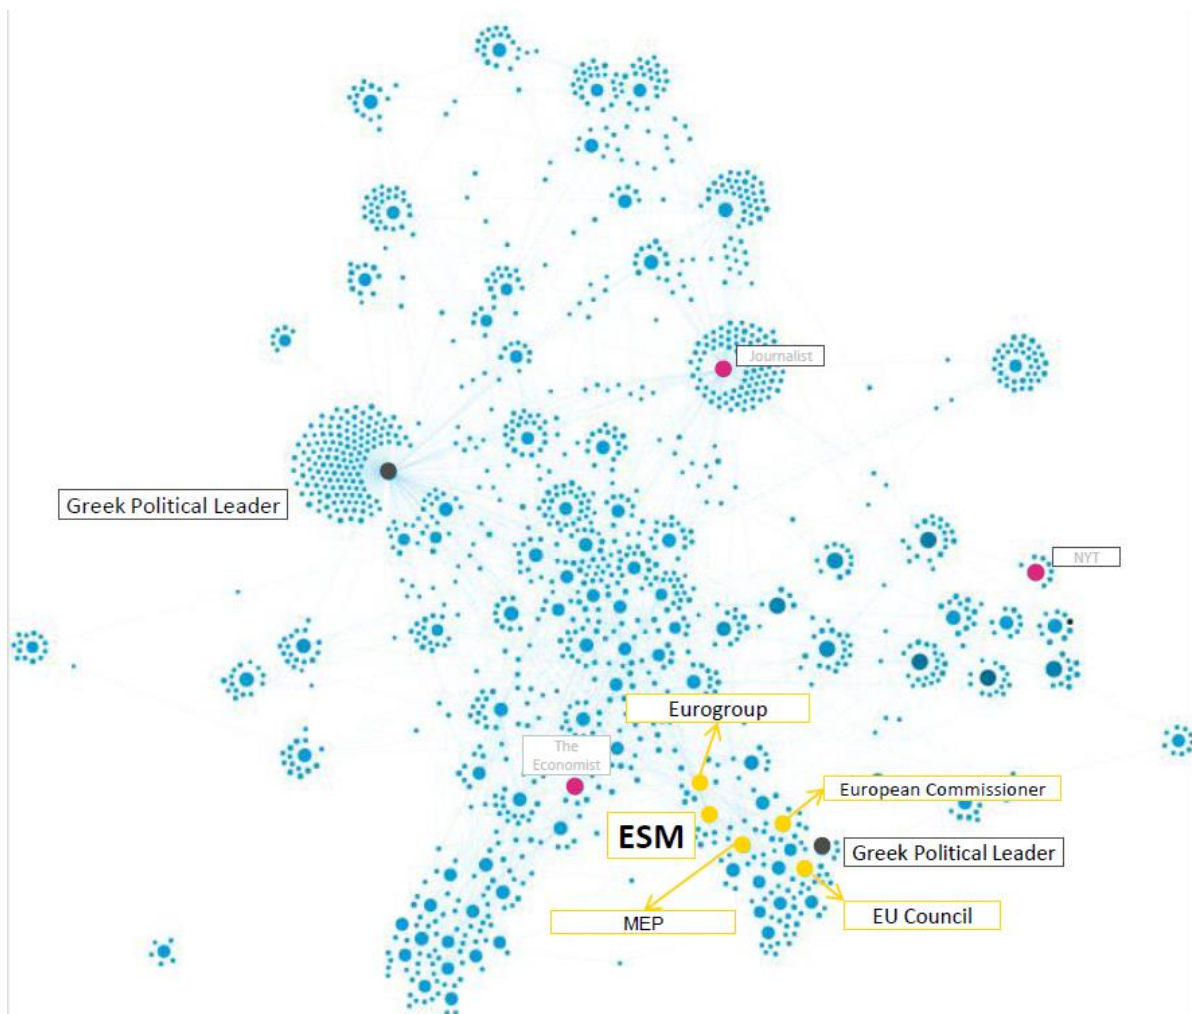 Journalist
Greek Political Leader
NYT
Eurogroup
The
Economist
European Commissioner
ESM
Greek Political Leader
MEP
EU Council